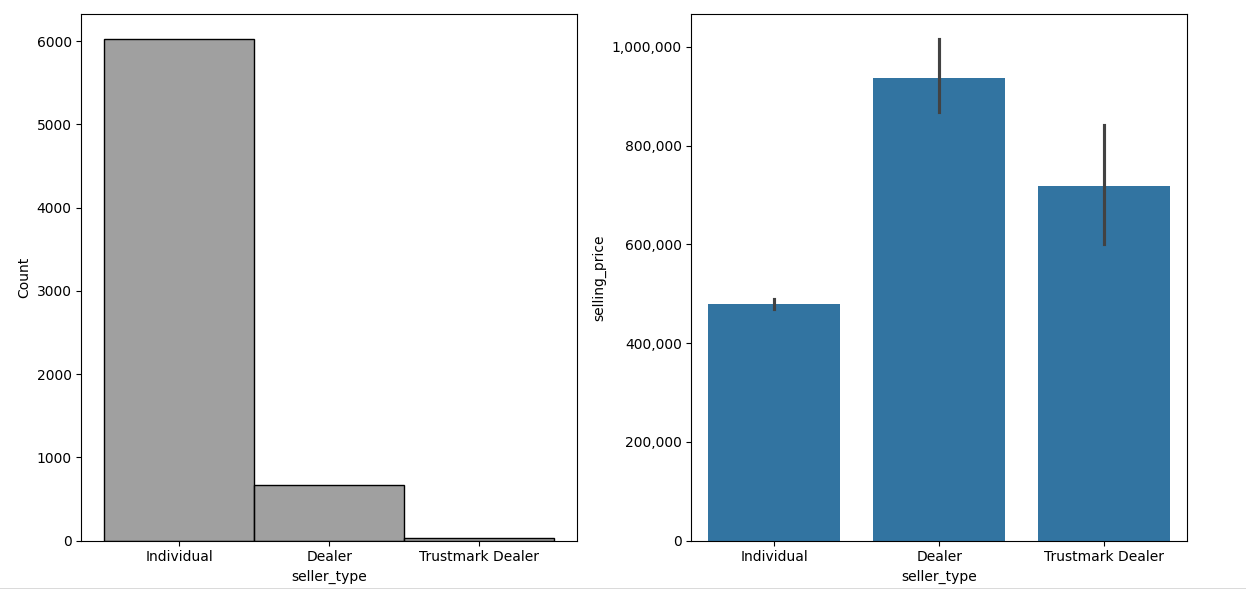 6000
5000
4000
3000
2000
1000
0
Count
Individual Dealer Trustmark Dealer
seller_type
1,000,000
800,000
600,000
400,000
200,000
0
selling_price
Individual Dealer Trustmark Dealer
seller_type